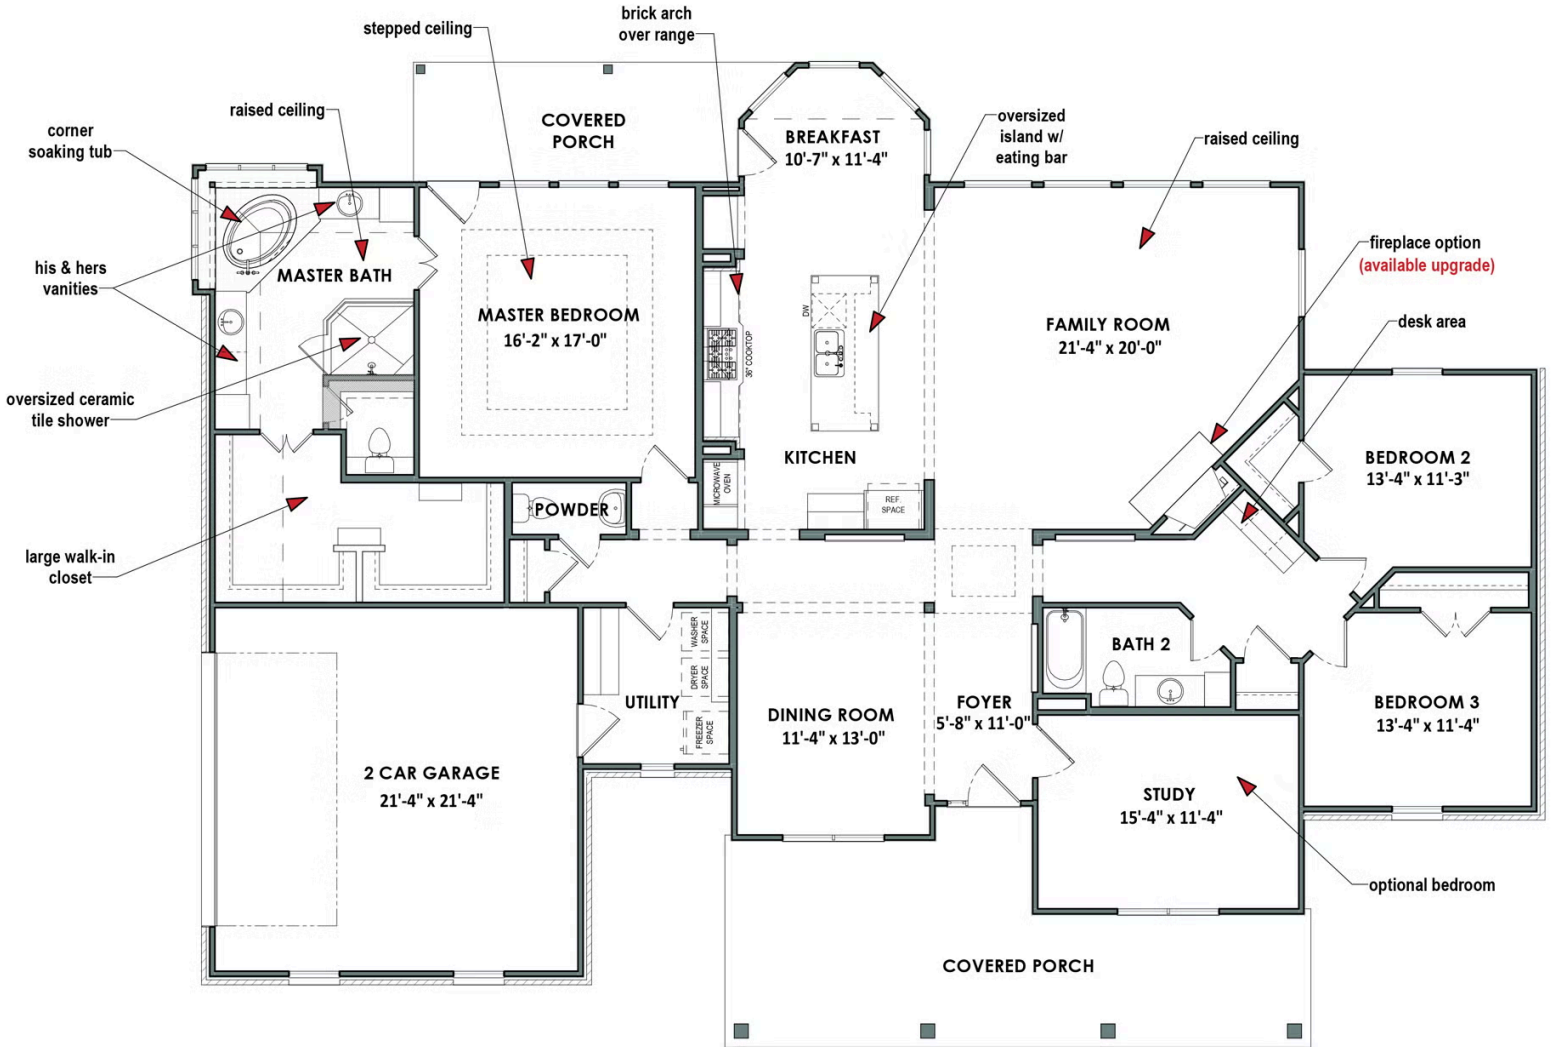 brick arch
over range
stepped ceiling
raised ceiling
corner
soaking tub
COVERED
PORCH
BREAKFAST
10'-7" x 11'-4"
oversized
island w/
eating bar
raised ceiling
fireplace option
(available upgrade)
his & hers
vanities
MASTER BATH
MASTER BEDROOM
16'-2" x 17'-0"
DW
36" COOKTOP
FAMILY ROOM
21'-4" x 20'-0"
desk area
oversized ceramic
tile shower
KITCHEN
MICROWAVE
OVEN
REF.
SPACE
BEDROOM 2
13'-4" x 11'-3"
large walk-in
closet
POWDER
WASHER
SPACE
DRYER
SPACE
FREEZER
SPACE
UTILITY
BATH 2
DINING ROOM
11'-4" x 13'-0"
FOYER
5'-8" x 11'-0"
BEDROOM 3
13'-4" x 11'-4"
2 CAR GARAGE
21'-4" x 21'-4"
STUDY
15'-4" x 11'-4"
optional bedroom
COVERED PORCH